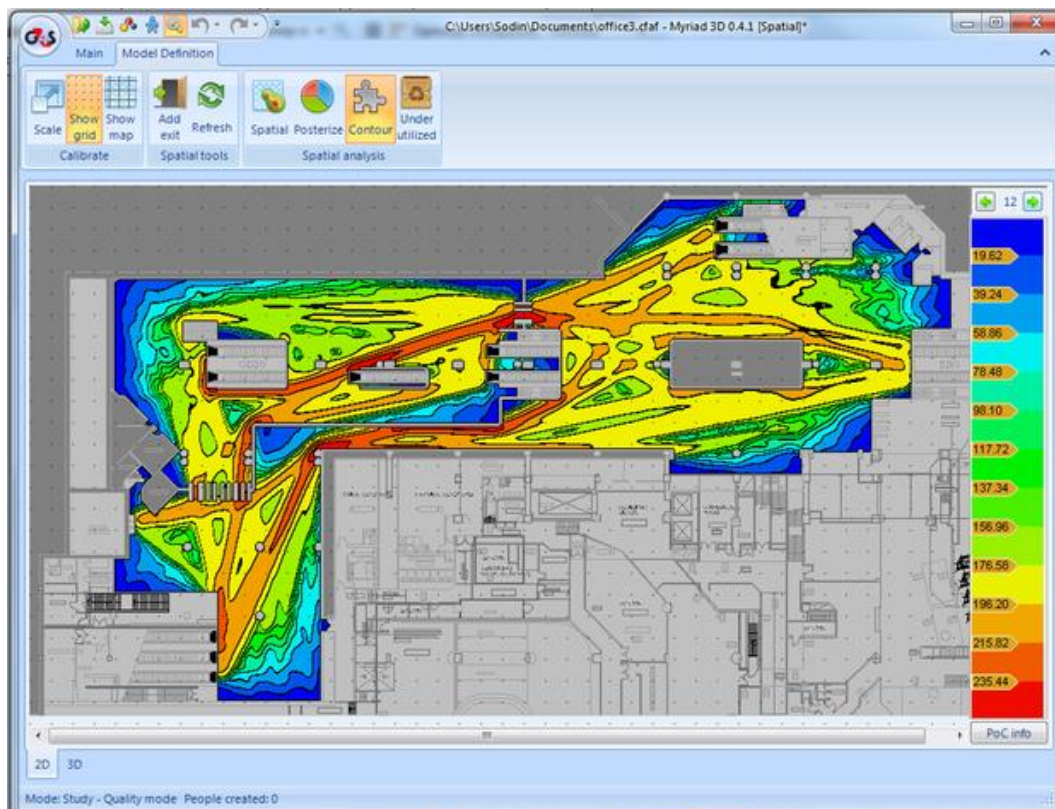 C:\Users\Sodin\Documents\office3.cfaf - Myriad 3D 0.4.1 [Spatial]*
G4S
Main Model Definition
Scale Show grid Show map Add exit Refresh Spatial Posterize Contour Under utilized
Calibrate Spatial tools Spatial analysis
12
19.62
39.24
58.86
78.48
98.10
117.72
137.34
156.96
176.58
196.20
215.82
235.44
PoC info
2D 3D
Mode: Study - Quality mode People created: 0